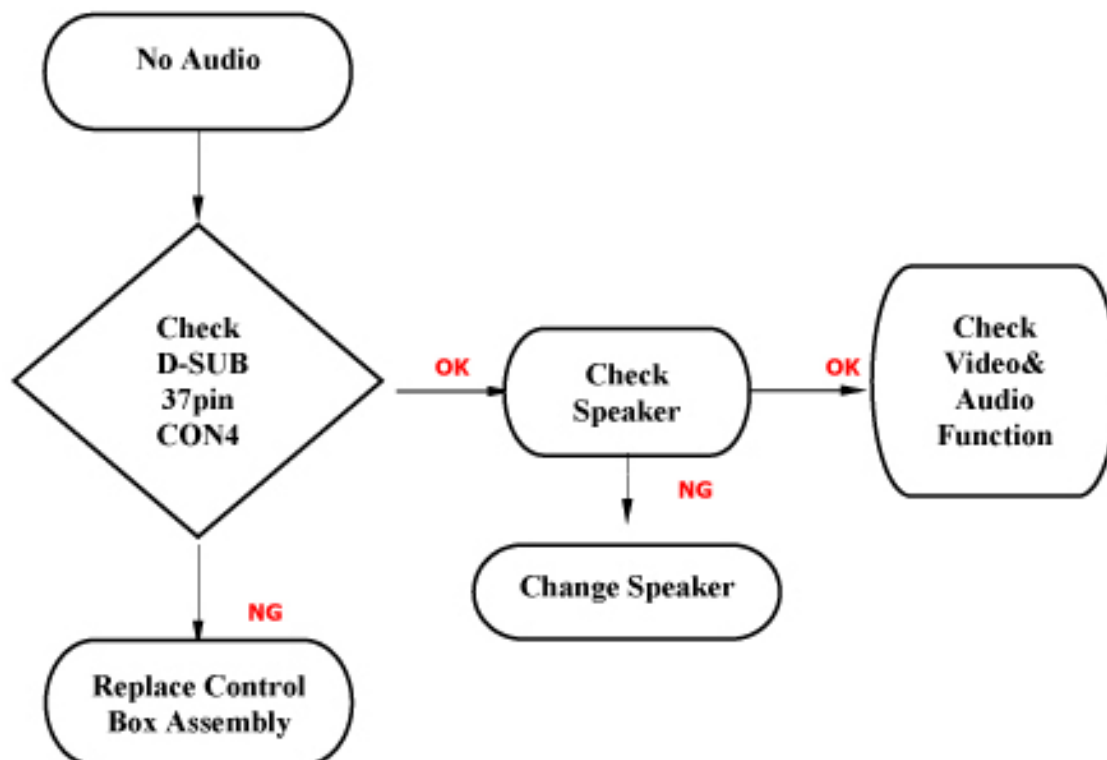 No Audio
Check
D-SUB
37pin
CON4
OK
Check
Speaker
OK
Check
Video&
Audio
Function
NG
Change Speaker
NG
Replace Control
Box Assembly